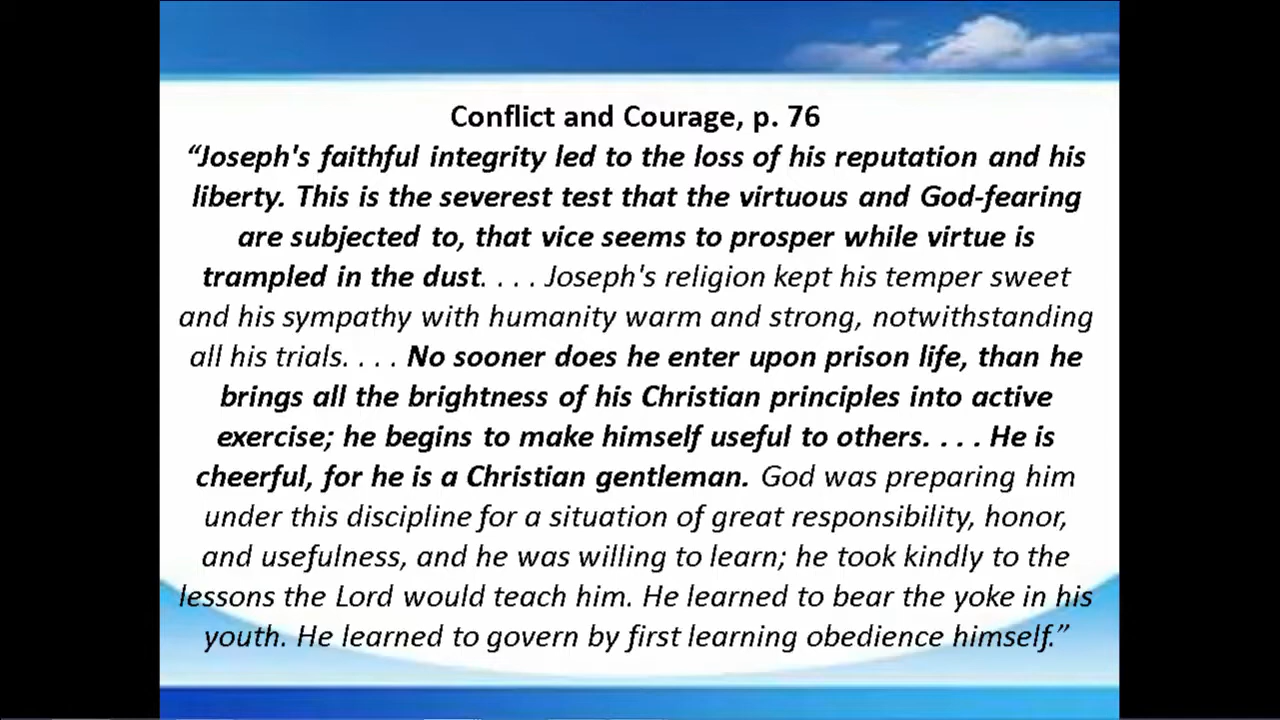 Conflict and Courage, p. 76
“Joseph's faithful integrity led to the loss of his reputation and his
liberty. This is the severest test that the virtuous and God-fearing
are subjected to, that vice seems to prosper while virtue is
trampled in the dust. . . . Joseph's religion kept his temper sweet
and his sympathy with humanity warm and strong, notwithstanding
all his trials. . . . No sooner does he enter upon prison life, than he
brings all the brightness of his Christian principles into active
exercise; he begins to make himself useful to others. . . . He is
cheerful, for he is a Christian gentleman. God was preparing him
under this discipline for a situation of great responsibility, honor,
and usefulness, and he was willing to learn; he took kindly to the
lessons the Lord would teach him. He learned to bear the yoke in his
youth. He learned to govern by first learning obedience himself.”